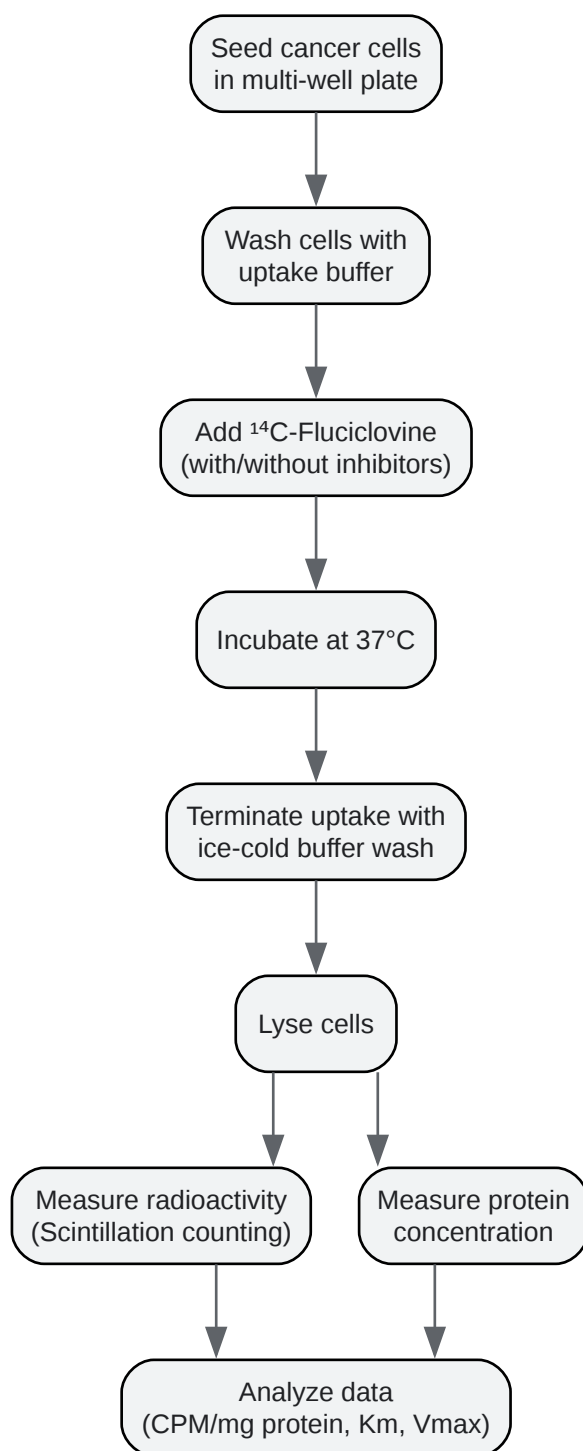 Seed cancer cells
in multi-well plate
Wash cells with
uptake buffer
Add ¹⁴C-Fluciclovine
(with/without inhibitors)
Incubate at 37°C
Terminate uptake with
ice-cold buffer wash
Lyse cells
Measure radioactivity
(Scintillation counting)
Measure protein
concentration
Analyze data
(CPM/mg protein, Km, Vmax)